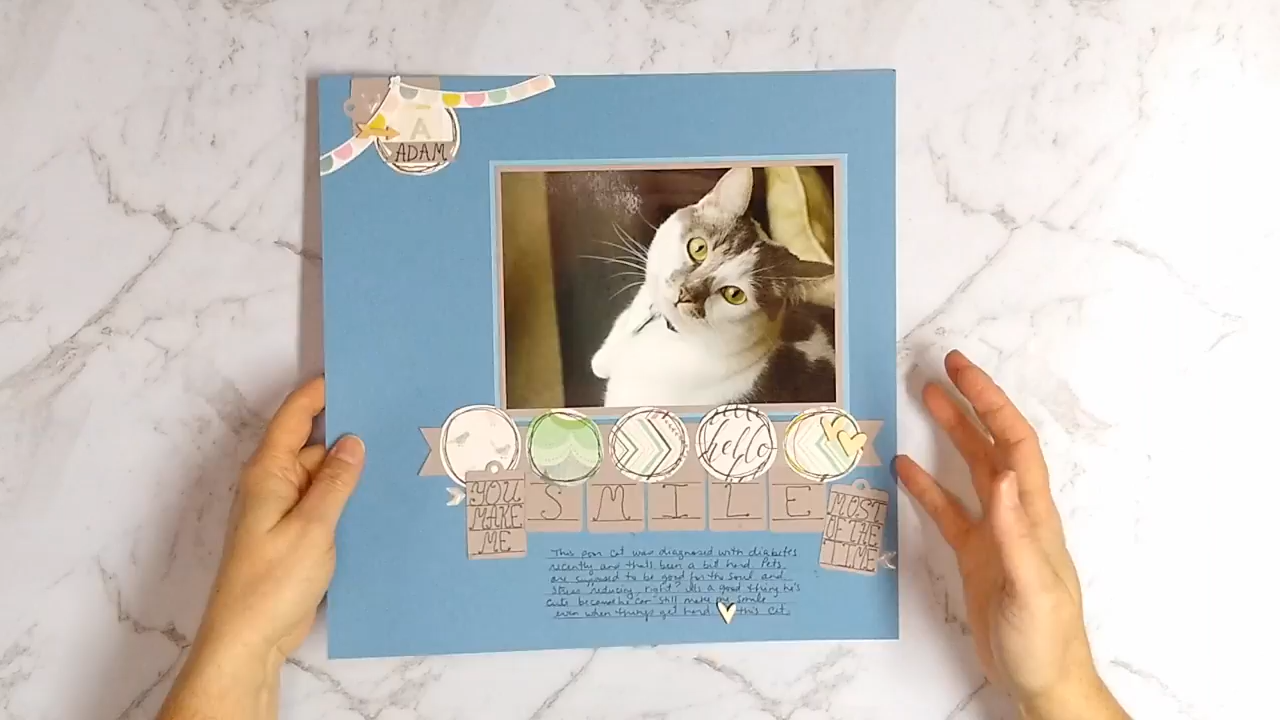 A
ADAM
hello
YOU
MAKE
ME
S M I L E
MOST
OF THE
TIME
This poor cat was diagnosed with diabetes
recently and thats been a bit hard. Pets
are supposed to be good for the soul and
stress "reducing, right? Its a good thing he's
cute because he can still make me smile
even when things get hard. this cat.